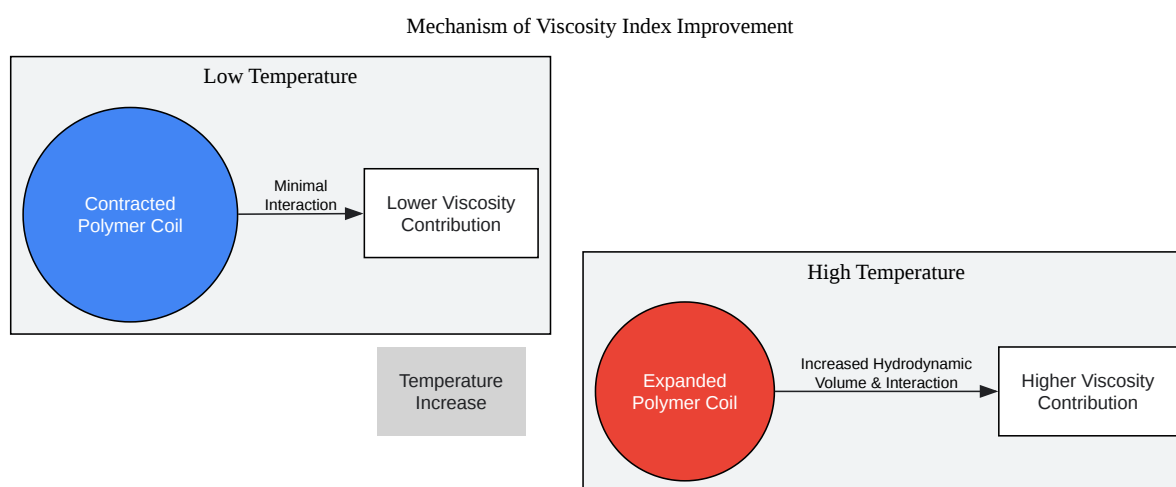 Mechanism of Viscosity Index Improvement
Low Temperature
Contracted
Polymer Coil
Minimal
Interaction
Lower Viscosity
Contribution
Temperature
Increase
High Temperature
Expanded
Polymer Coil
Increased Hydrodynamic
Volume & Interaction
Higher Viscosity
Contribution